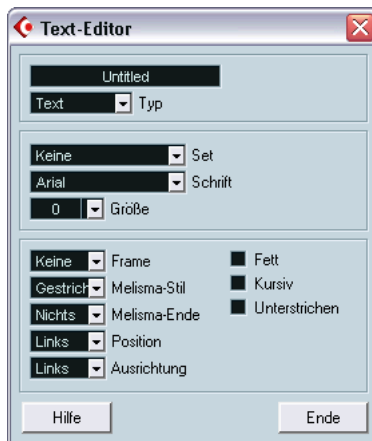 Text-Editor
Untitled
Text Typ
Keine Set
Arial Schrift
0 Größe
Keine Frame Fett
Gestrich Melisma-Stil Kursiv
Nichts Melisma-Ende Unterstrichen
Links Position
Links Ausrichtung
Hilfe Ende